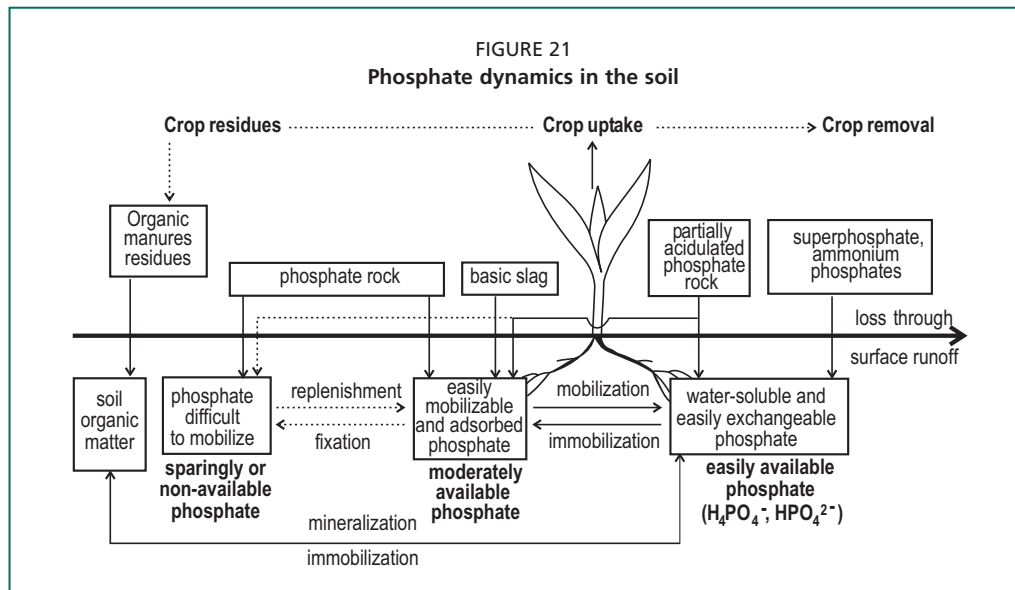 FIGURE 21
Phosphate dynamics in the soil
Crop residues
Crop uptake
Crop removal
Organic
manures
residues
phosphate rock
basic slag
partially
acidulated
phosphate
rock
superphosphate,
ammonium
phosphates
loss through
surface runoff
soil
organic
matter
phosphate
difficult
to mobilize
sparingly or
non-available
phosphate
replenishment
fixation
easily
mobilizable
and adsorbed
phosphate
moderately
available
phosphate
mobilization
immobilization
water-soluble and
easily exchangeable
phosphate
easily available
phosphate
(H₄PO₄⁻, HPO₄²⁻)
mineralization
immobilization